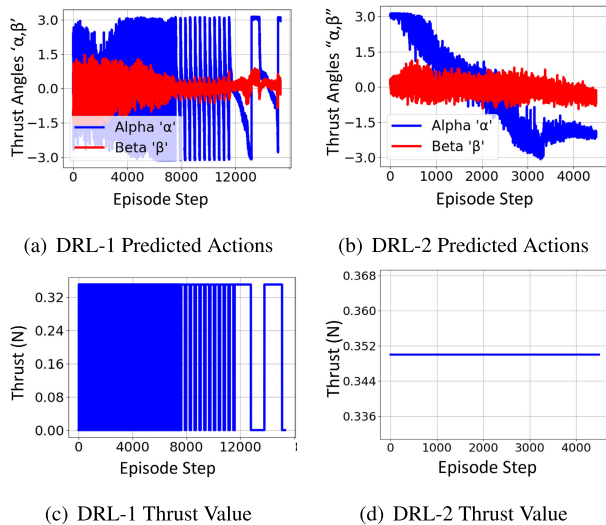 Thrust Angles ‘α,β’
3.0
1.5
0.0
−1.5
−3.0
Alpha 'α'
Beta 'β'
0
4000
8000
12000
Episode Step
(a) DRL-1 Predicted Actions
Thrust Angles ‘α,β”
3.0
1.5
0.0
−1.5
−3.0
Alpha 'α'
Beta 'β'
0
1000
2000
3000
4000
Episode Step
(b) DRL-2 Predicted Actions
Thrust (N)
0.32
0.24
0.16
0.08
0.00
0
4000
8000
12000
Episode Step
(c) DRL-1 Thrust Value
Thrust (N)
0.368
0.360
0.352
0.344
0.336
0
1000
2000
3000
4000
Episode Step
(d) DRL-2 Thrust Value